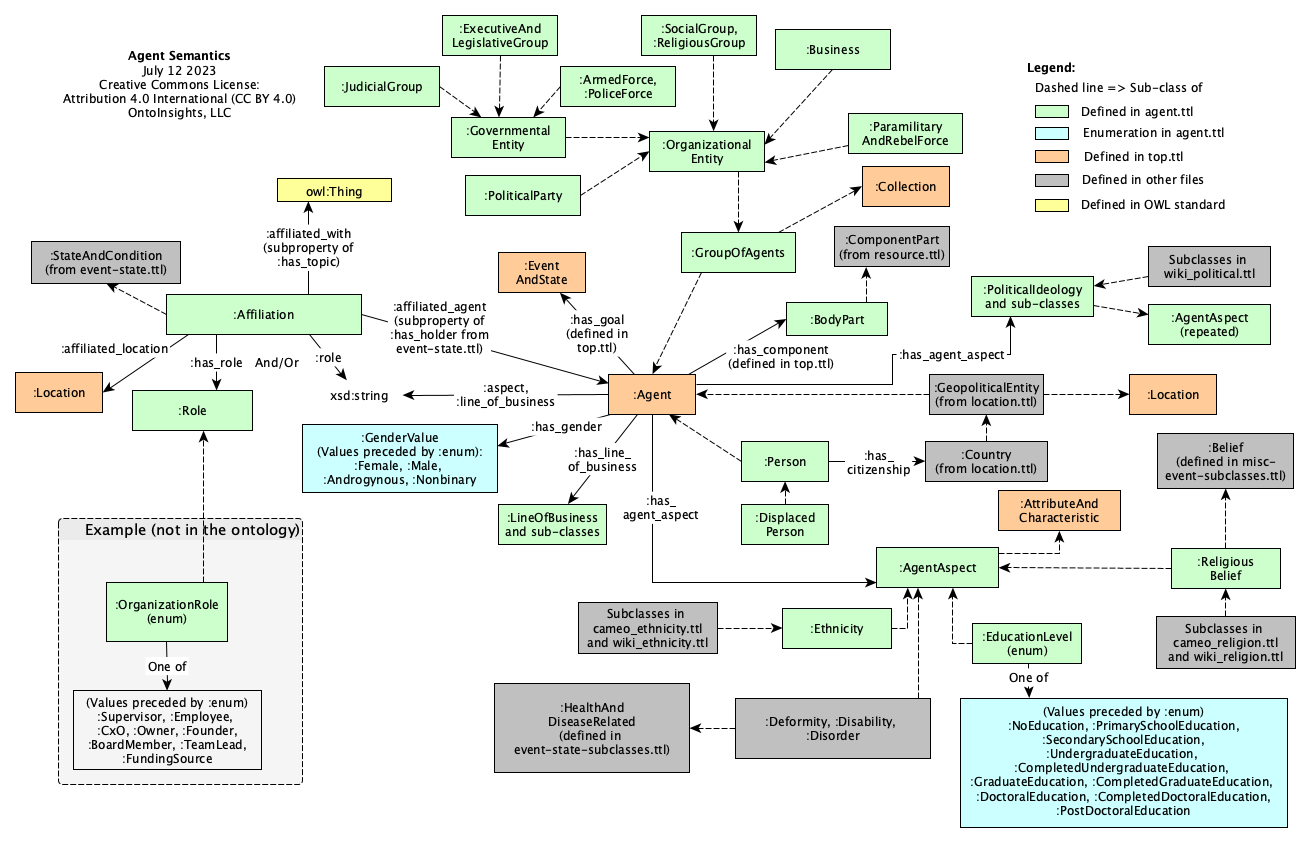 Agent Semantics
July 12 2023
Creative Commons License:
Attribution 4.0 International (CC BY 4.0)
OntoInsights, LLC
:ExecutiveAnd
LegislativeGroup
:SocialGroup,
:ReligiousGroup
:Business
:JudicialGroup
:ArmedForce,
:PoliceForce
:Governmental
Entity
:Organizational
Entity
:Paramilitary
AndRebelForce
:PoliticalParty
:Collection
Legend:
Dashed line => Sub-class of
Defined in agent.ttl
Enumeration in agent.ttl
Defined in top.ttl
Defined in other files
Defined in OWL standard
owl:Thing
:affiliated_with
(subproperty of
:has_topic)
:StateAndCondition
(from event-state.ttl)
:Affiliation
:affiliated_agent
(subproperty of
:has_holder from
event-state.ttl)
:Event
AndState
:has_goal
(defined in
top.ttl)
:GroupOfAgents
:ComponentPart
(from resource.ttl)
:BodyPart
:has_component
(defined in top.ttl)
:PoliticalIdeology
and sub-classes
Subclasses in
wiki_political.ttl
:AgentAspect
(repeated)
:has_agent_aspect
:affiliated_location
:has_role
And/Or
:role
:Location
:Role
xsd:string
:aspect,
:line_of_business
:Agent
:GeopoliticalEntity
(from location.ttl)
:Location
:GenderValue
(Values preceded by :enum):
:Female, :Male,
:Androgynous, :Nonbinary
:has_gender
:has_line_
of_business
:LineOfBusiness
and sub-classes
:has_
agent_aspect
:Person
:has_
citizenship
:Country
(from location.ttl)
:Displaced
Person
:AttributeAnd
Characteristic
:Belief
(defined in misc-
event-subclasses.ttl)
:AgentAspect
:Religious
Belief
Subclasses in
cameo_religion.ttl
and wiki_religion.ttl
Example (not in the ontology)
:OrganizationRole
(enum)
One of
(Values preceded by :enum)
:Supervisor, :Employee,
:CxO, :Owner, :Founder,
:BoardMember, :TeamLead,
:FundingSource
Subclasses in
cameo_ethnicity.ttl
and wiki_ethnicity.ttl
:Ethnicity
:EducationLevel
(enum)
One of
:HealthAnd
DiseaseRelated
(defined in
event-state-subclasses.ttl)
:Deformity, :Disability,
:Disorder
(Values preceded by :enum)
:NoEducation, :PrimarySchoolEducation,
:SecondarySchoolEducation,
:UndergraduateEducation,
:CompletedUndergraduateEducation,
:GraduateEducation, :CompletedGraduateEducation,
:DoctoralEducation, :CompletedDoctoralEducation,
:PostDoctoralEducation